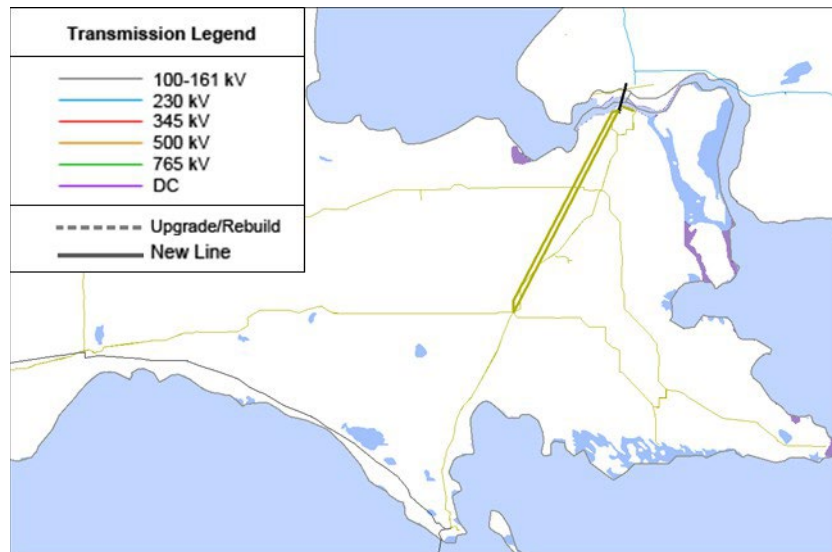 Transmission Legend
100-161 kV
230 kV
345 kV
500 kV
765 kV
DC
Upgrade/Rebuild
New Line